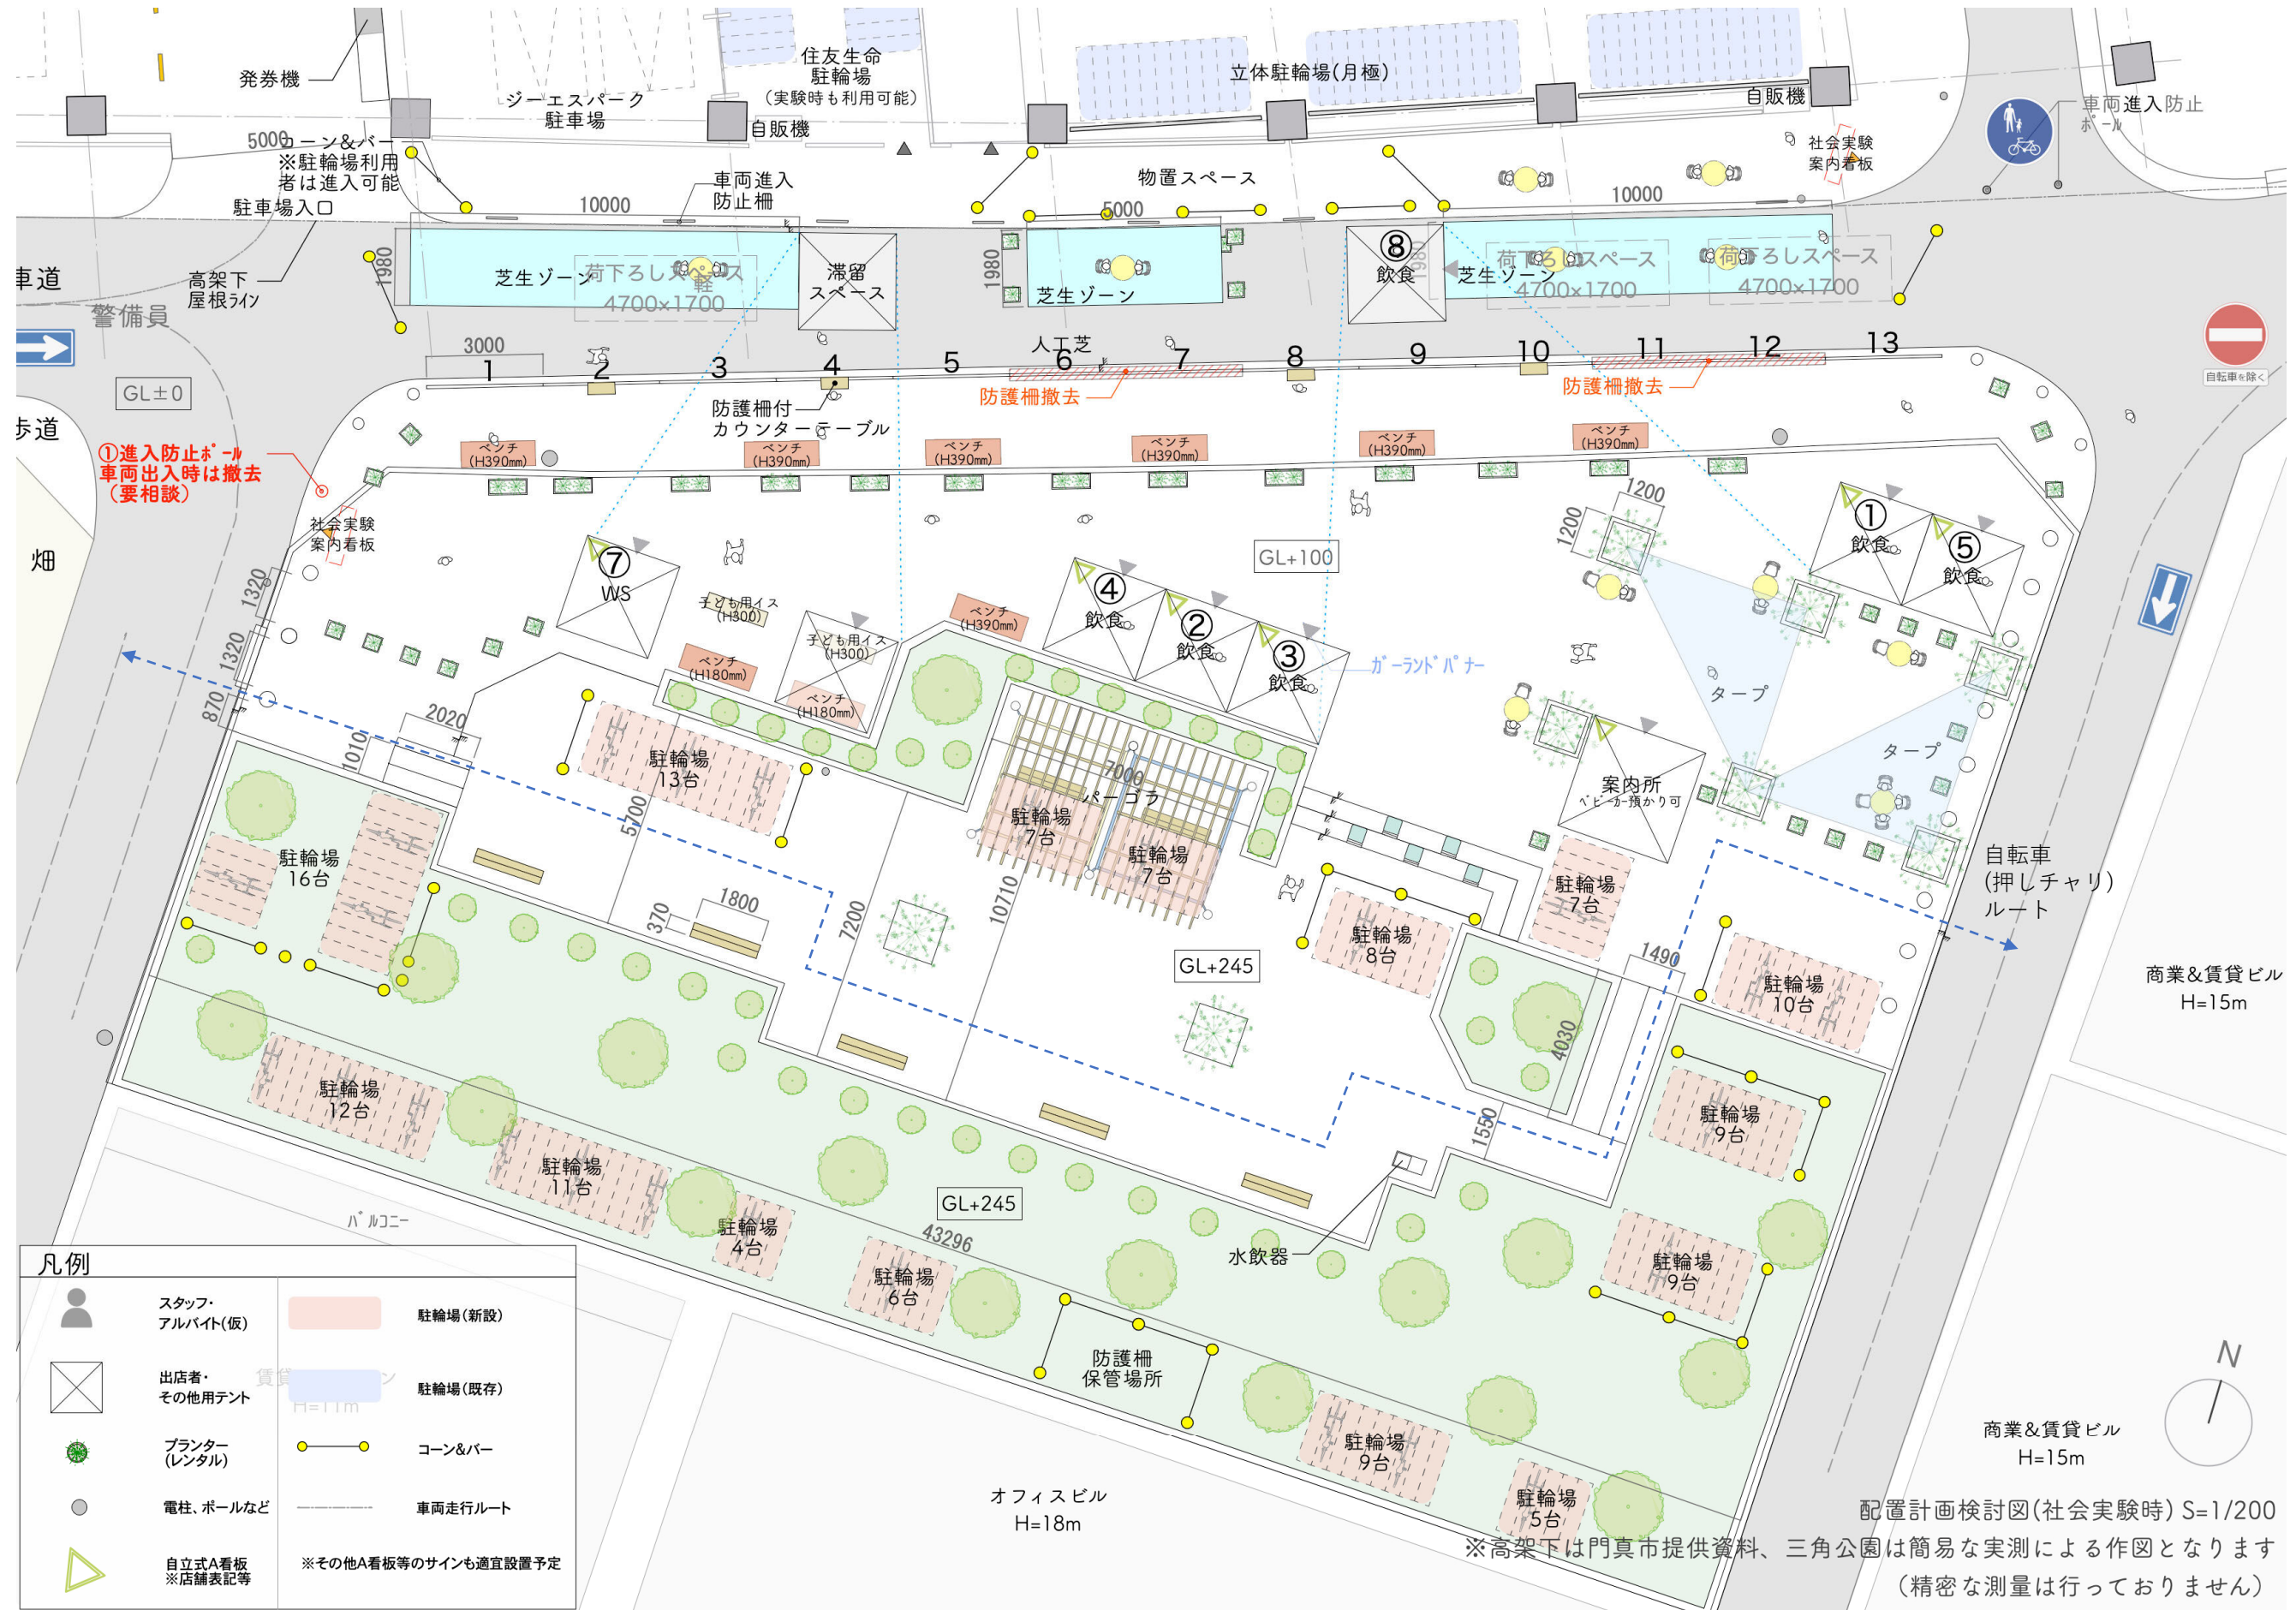 発券機
ジーエスパーク
駐車場
住友生命
駐輪場
（実験時も利用可能）
自販機
立体駐輪場(月極)
自販機
車両進入防止
ﾎﾟｰﾙ
社会実験
案内看板
5000
コーン&バー
※駐輪場利用
者は進入可能
駐車場入口
10000
車両進入
防止柵
物置スペース
5000
10000
車道
高架下
屋根ﾗｲﾝ
警備員
1980
芝生ゾーン
荷下ろしスペース
軽
4700×1700
滞留
スペース
1980
芝生ゾーン
⑧
飲食
1980
芝生ゾーン
荷下ろしスペース
4700×1700
荷下ろしスペース
4700×1700
自転車を除く
GL±0
3000
人工芝
1
2
3
4
5
6
7
8
9
10
11
12
13
防護柵付
カウンターテーブル
防護柵撤去
防護柵撤去
歩道
①進入防止ﾎﾟｰﾙ
車両出入時は撤去
（要相談）
ベンチ
(H390mm)
ベンチ
(H390mm)
ベンチ
(H390mm)
ベンチ
(H390mm)
ベンチ
(H390mm)
ベンチ
(H390mm)
社会実験
案内看板
畑
1320
1320
870
⑦
WS
子ども用イス
(H300)
子ども用イス
(H300)
ベンチ
(H180mm)
ベンチ
(H180mm)
ベンチ
(H390mm)
④
飲食
②
飲食
③
飲食
GL+100
ｶﾞｰﾗﾝﾄﾞﾊﾞﾅｰ
1200
1200
①
飲食
⑤
飲食
タープ
タープ
案内所
ﾍﾞﾋﾞｰｶｰ預かり可
2020
1010
駐輪場
13台
5700
7000
パーゴラ
駐輪場
7台
駐輪場
7台
駐輪場
16台
370
1800
7200
10710
駐輪場
8台
駐輪場
7台
GL+245
1490
駐輪場
10台
自転車
(押しチャリ)
ルート
商業&賃貸ビル
H=15m
4030
1550
駐輪場
12台
駐輪場
11台
駐輪場
4台
駐輪場
6台
GL+245
43296
水飲器
駐輪場
9台
駐輪場
9台
防護柵
保管場所
駐輪場
9台
駐輪場
5台
ﾊﾞﾙｺﾆｰ
オフィスビル
H=18m
商業&賃貸ビル
H=15m
N
凡例
スタッフ・
アルバイト(仮)
駐輪場(新設)
出店者・
その他用テント
H=11m
駐輪場(既存)
プランター
(レンタル)
コーン&バー
電柱、ポールなど
車両走行ルート
自立式A看板
※店舗表記等
※その他A看板等のサインも適宜設置予定
配置計画検討図(社会実験時) S=1/200
※高架下は門真市提供資料、三角公園は簡易な実測による作図となります
（精密な測量は行っておりません）